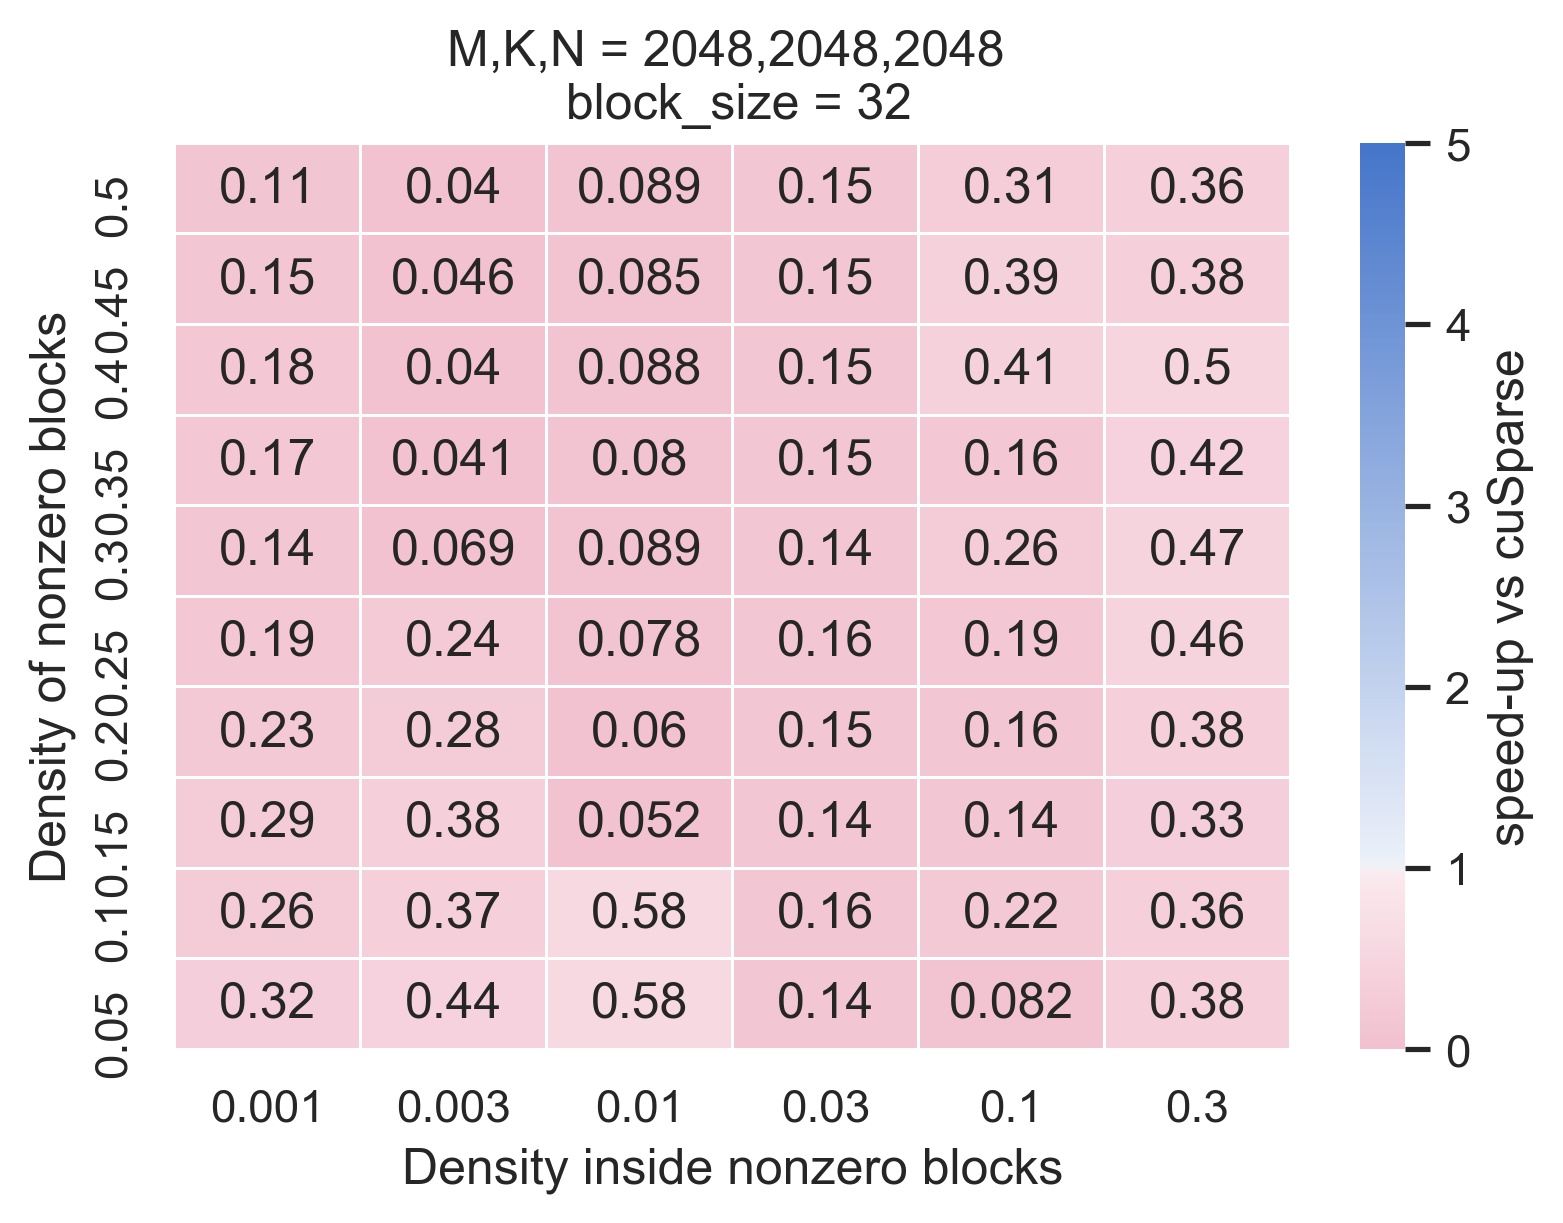 M,K,N = 2048,2048,2048
block_size = 32
Density of nonzero blocks
0.5 0.11 0.04 0.089 0.15 0.31 0.36
0.45 0.15 0.046 0.085 0.15 0.39 0.38
0.4 0.18 0.04 0.088 0.15 0.41 0.5
0.35 0.17 0.041 0.08 0.15 0.16 0.42
0.3 0.14 0.069 0.089 0.14 0.26 0.47
0.25 0.19 0.24 0.078 0.16 0.19 0.46
0.2 0.23 0.28 0.06 0.15 0.16 0.38
0.15 0.29 0.38 0.052 0.14 0.14 0.33
0.1 0.26 0.37 0.58 0.16 0.22 0.36
0.05 0.32 0.44 0.58 0.14 0.082 0.38
0.001 0.003 0.01 0.03 0.1 0.3
Density inside nonzero blocks
5
4
3
2
1
0
speed-up vs cuSparse